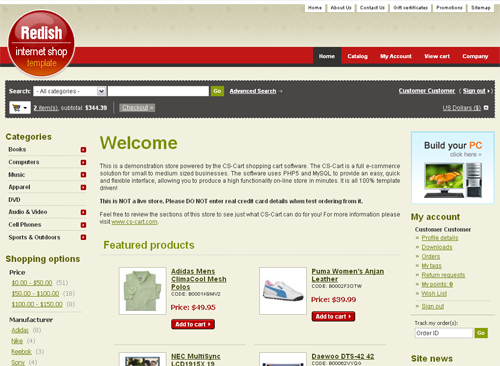 Home About Us Contact Us Gift certificates Promotions Sitemap
Redish
internet shop
template
Home Catalog My Account View cart Company
Search: - All categories - Go Advanced Search Customer Customer ( Sign out )
2 item(s), subtotal: $344.39 Checkout US Dollars ($)
Categories
Books
Computers
Music
Apparel
DVD
Audio & Video
Cell Phones
Sports & Outdoors
Shopping options
Price
$0.00 - $50.00 (51)
$50.00 - $100.00 (18)
$100.00 - $150.00 (8)
Manufacturer
Adidas (8)
Nike (4)
Reebok (3)
Sony (4)
Welcome
This is a demonstration store powered by the CS-Cart shopping cart software. The CS-Cart is a full e-commerce
solution for small to medium sized businesses. The software uses PHP5 and MySQL to provide an easy, quick
and flexible interface, allowing you to produce a high functionality on-line store in minutes. It is all 100% template
driven!
This is NOT a live store. Please DO NOT enter real credit card details when test ordering from it.
Feel free to review the sections of this store to see just what CS-Cart can do for you! For more information please
visit www.cs-cart.com.
Featured products
Adidas Mens
ClimaCool Mesh
Polos
CODE: B0001HGMV2
Price: $49.95
Add to cart
Puma Women's Anjan
Leather
CODE: B0002F3OTW
Price: $39.99
Add to cart
NEC MultiSync
LCD1915X 19
Daewoo DTS-42 42
CODE: B00062VYQG
Build your PC
click here
My account
Customer Customer
Profile details
Downloads
Orders
My tags
Return requests
My points: 0
Wish List
Sign out
Track my order(s):
Order ID Go
Site news